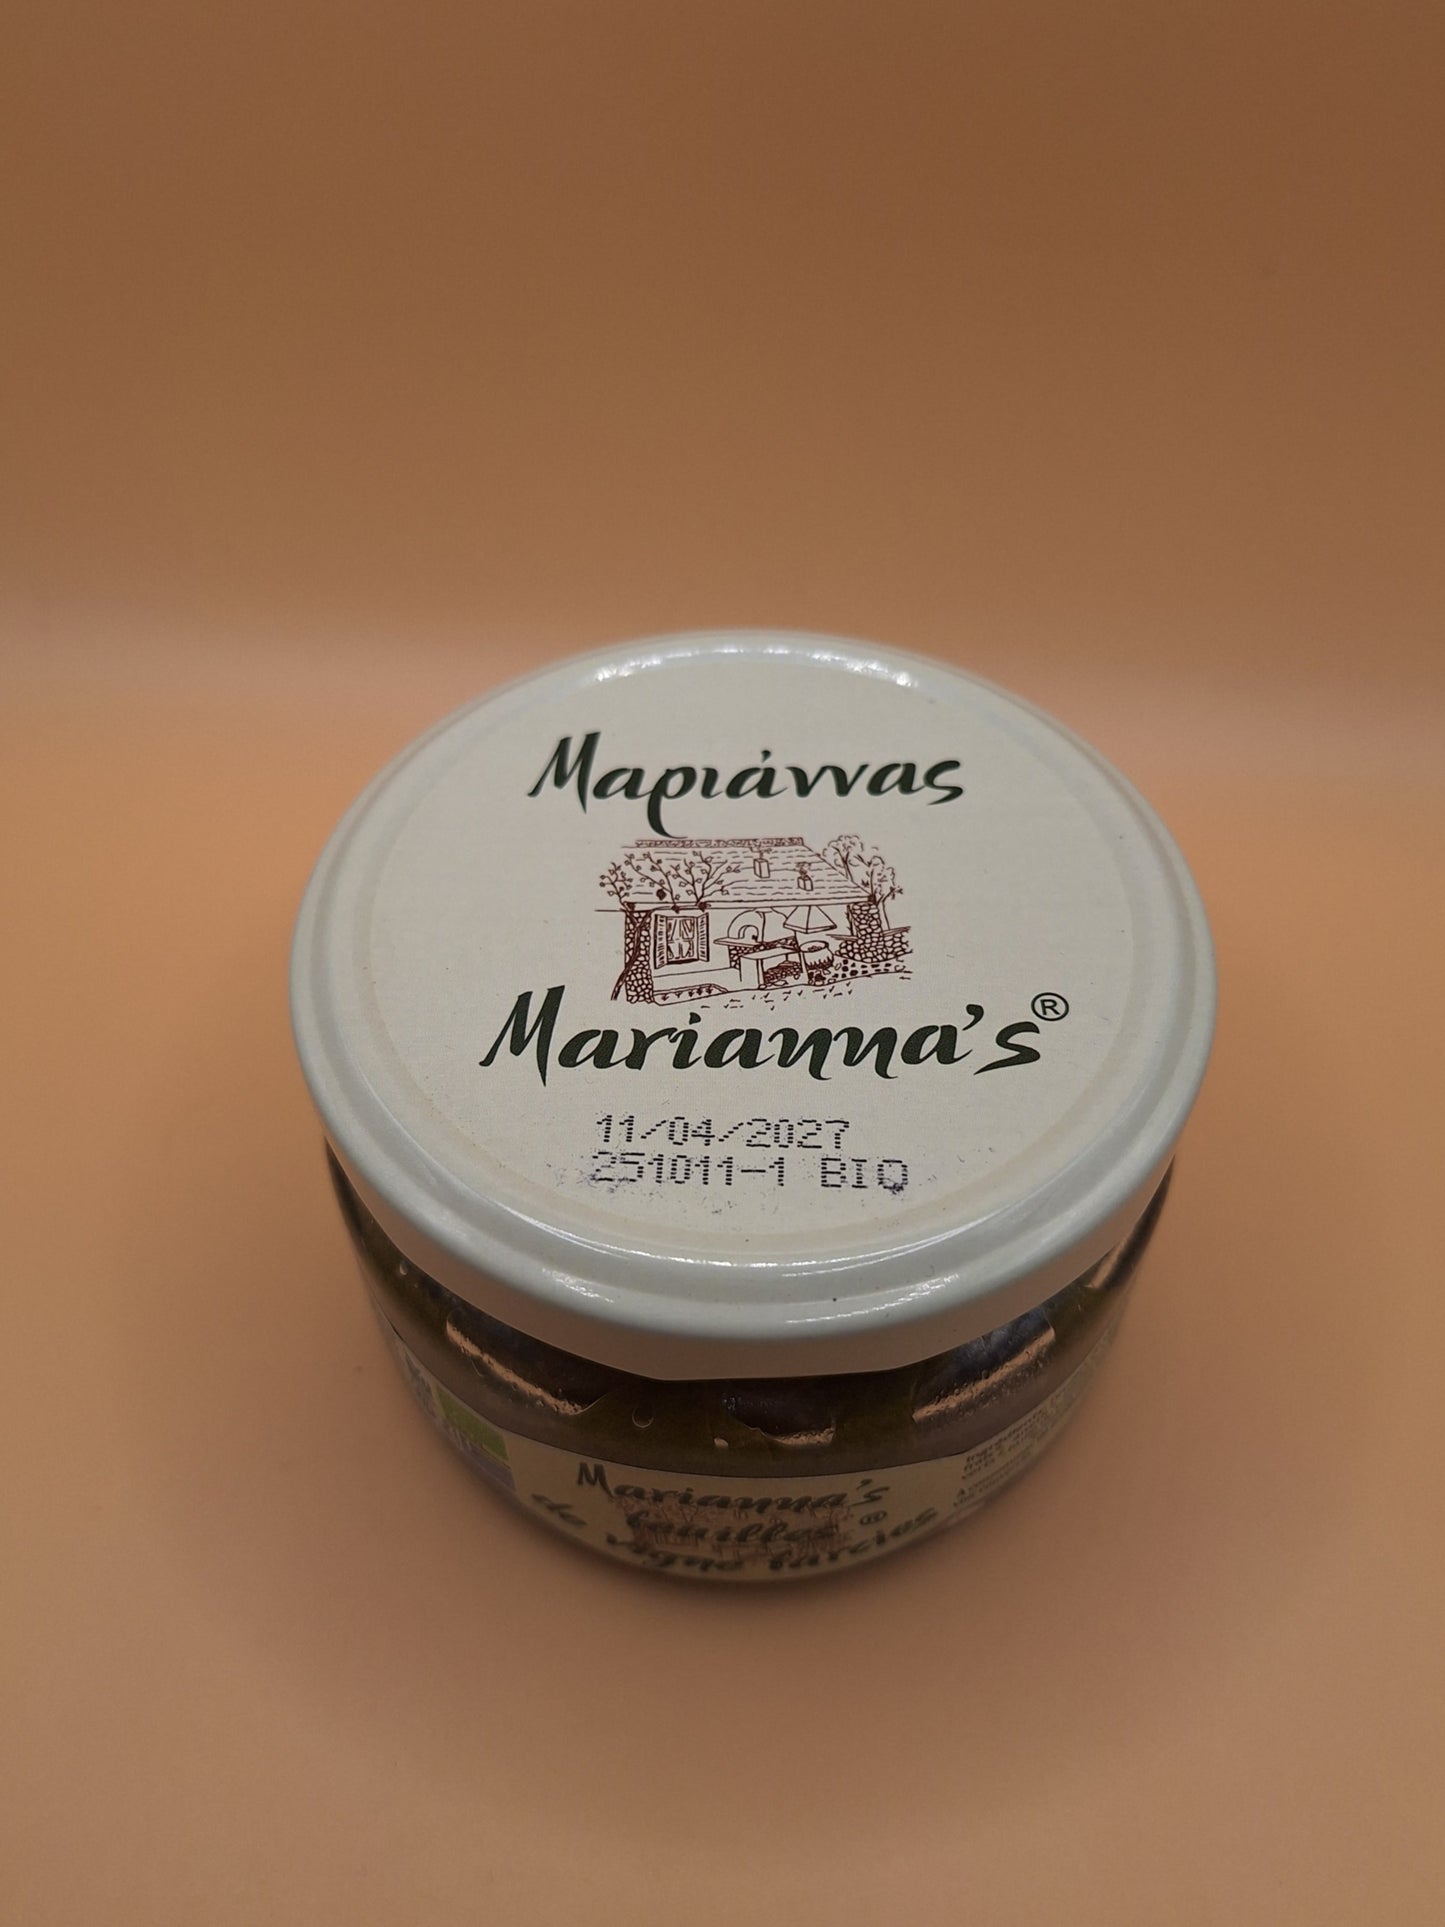 Μαριάννας
Marianna's®
11/04/2027
251011-1 BIO
Marianna's
feuilles ®
de vigne farcies